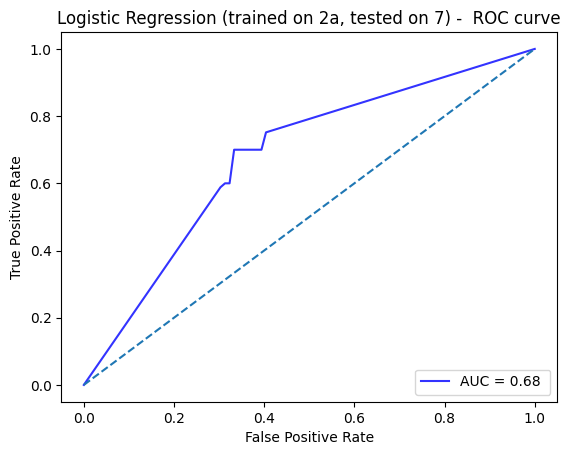 Logistic Regression (trained on 2a, tested on 7) -  ROC curve
1.0
0.8
0.6
0.4
0.2
0.0
True Positive Rate
AUC = 0.68
0.0 0.2 0.4 0.6 0.8 1.0
False Positive Rate